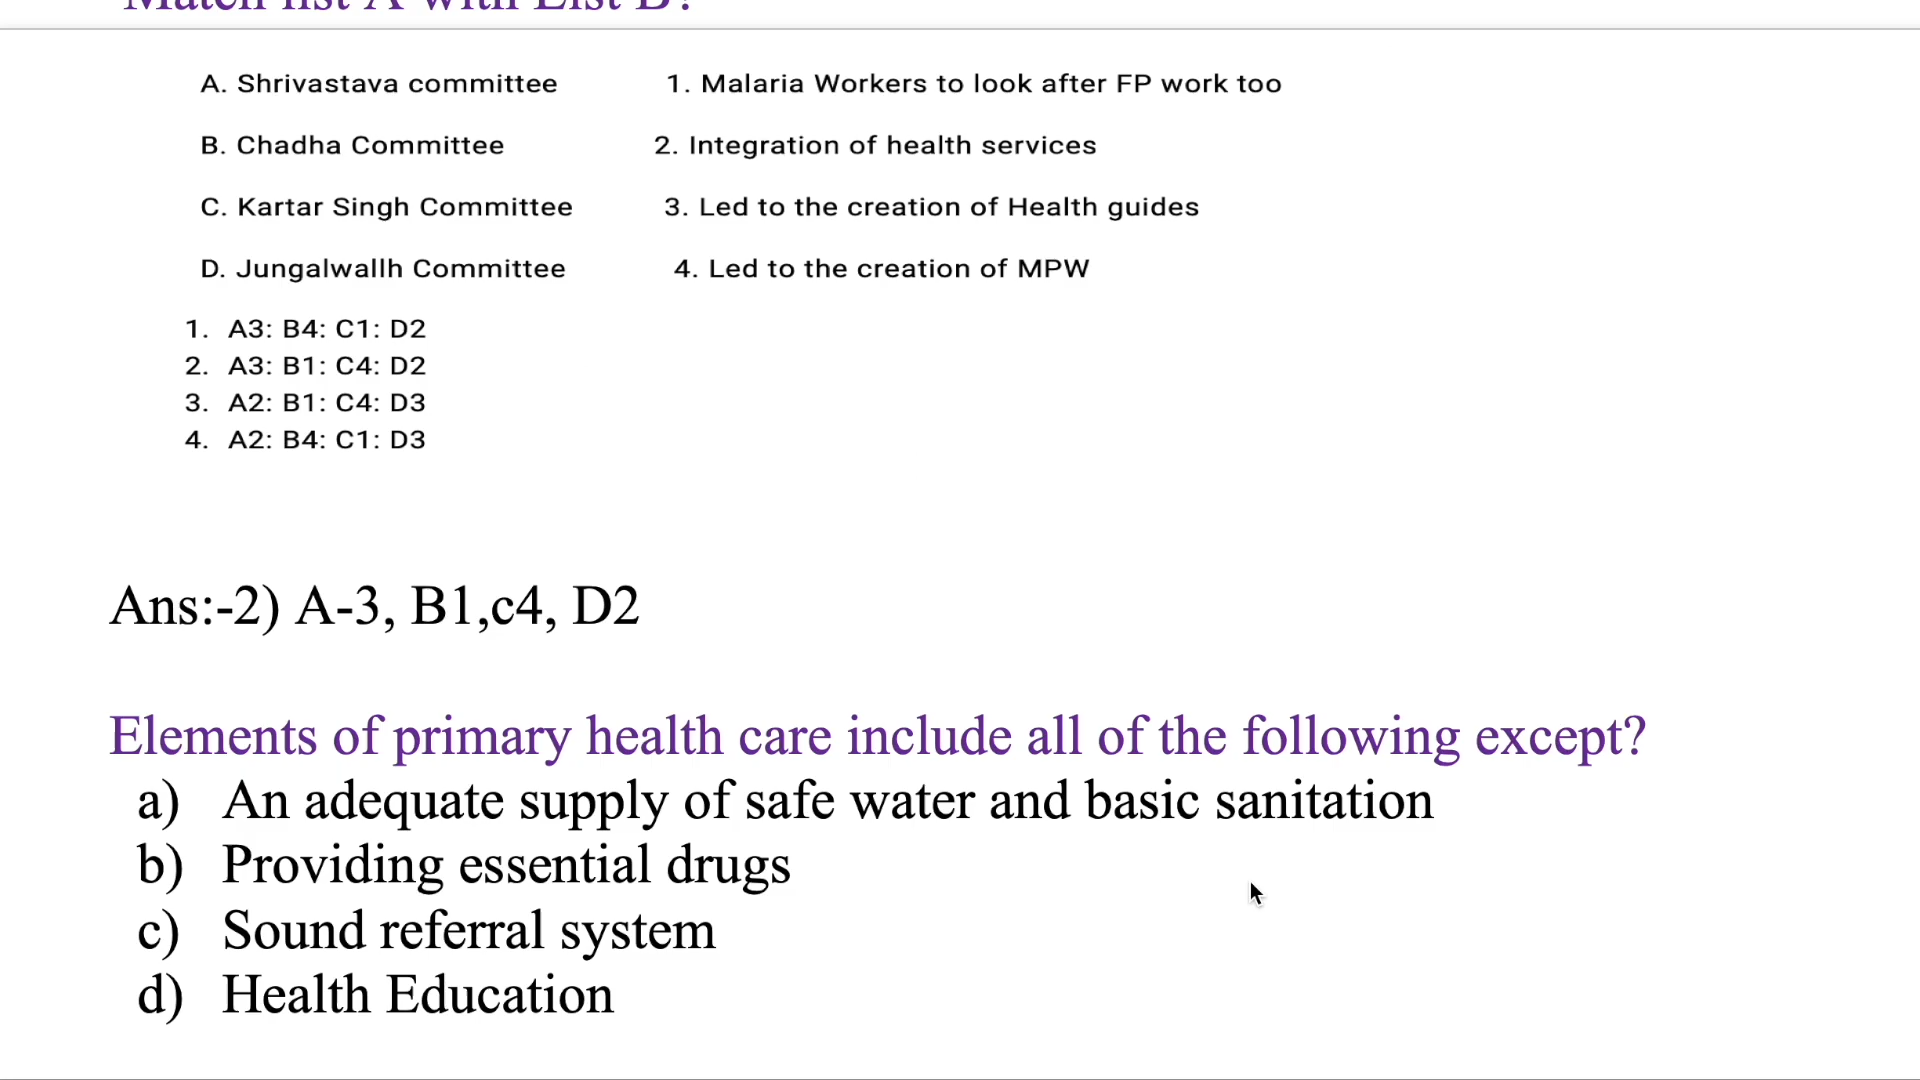 Match list A with List B?
A. Shrivastava committee 1. Malaria Workers to look after FP work too
B. Chadha Committee 2. Integration of health services
C. Kartar Singh Committee 3. Led to the creation of Health guides
D. Jungalwallh Committee 4. Led to the creation of MPW
1. A3: B4: C1: D2
2. A3: B1: C4: D2
3. A2: B1: C4: D3
4. A2: B4: C1: D3
Ans:-2) A-3, B1,c4, D2
Elements of primary health care include all of the following except?
a) An adequate supply of safe water and basic sanitation
b) Providing essential drugs
c) Sound referral system
d) Health Education